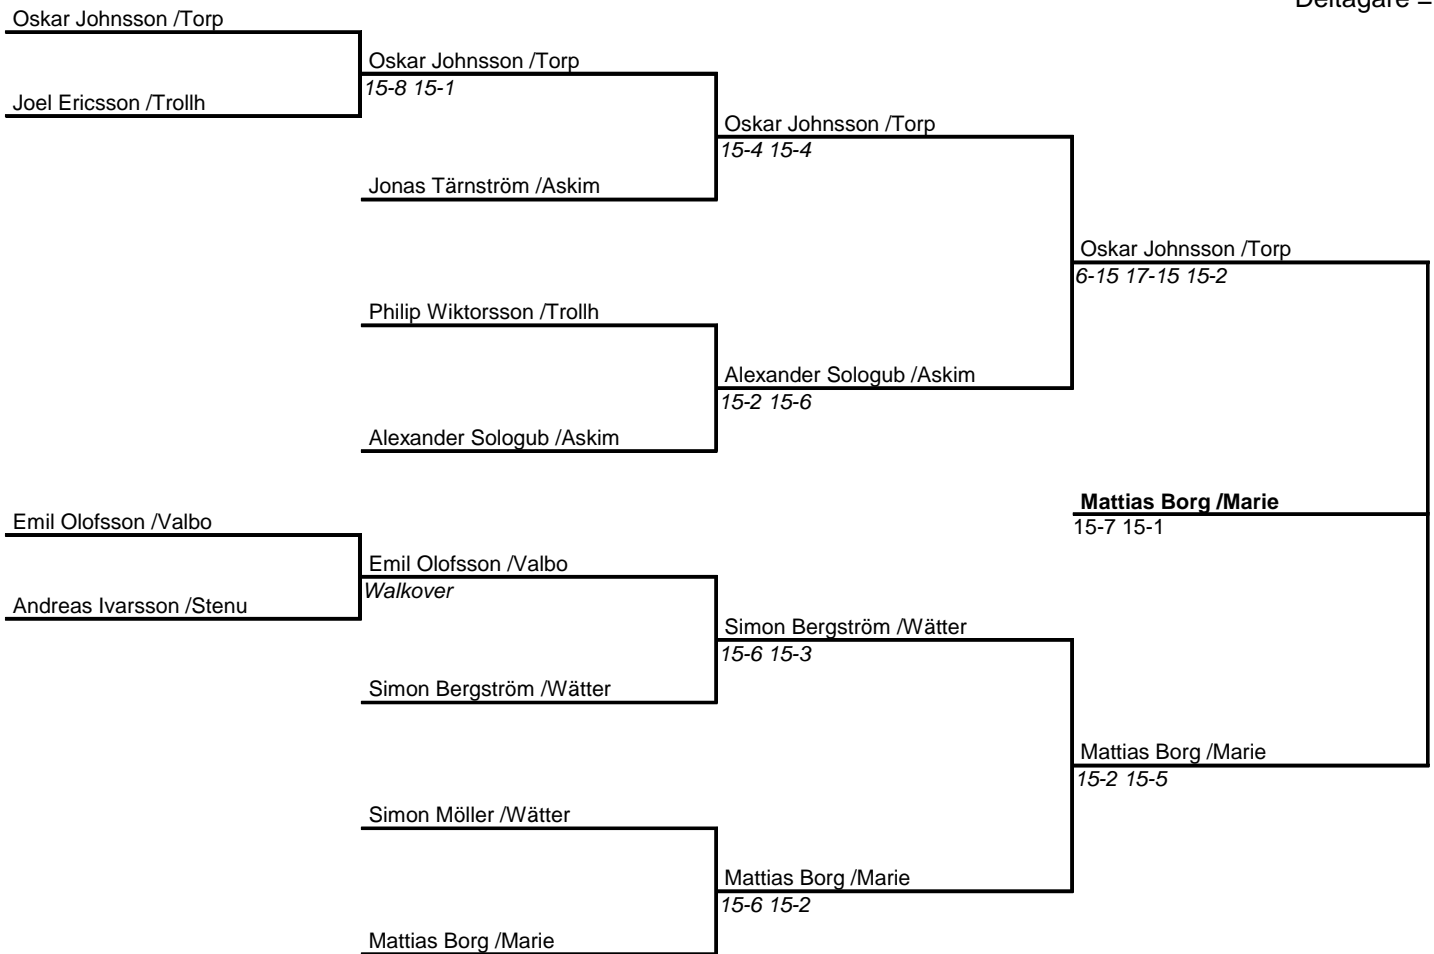 Deltagare =
Oskar Johnsson /Torp
Oskar Johnsson /Torp
15-8 15-1
Joel Ericsson /Trollh
Oskar Johnsson /Torp
15-4 15-4
Jonas Tärnström /Askim
Oskar Johnsson /Torp
6-15 17-15 15-2
Philip Wiktorsson /Trollh
Alexander Sologub /Askim
15-2 15-6
Alexander Sologub /Askim
Mattias Borg /Marie
15-7 15-1
Emil Olofsson /Valbo
Emil Olofsson /Valbo
Walkover
Andreas Ivarsson /Stenu
Simon Bergström /Wätter
15-6 15-3
Simon Bergström /Wätter
Mattias Borg /Marie
15-2 15-5
Simon Möller /Wätter
Mattias Borg /Marie
15-6 15-2
Mattias Borg /Marie